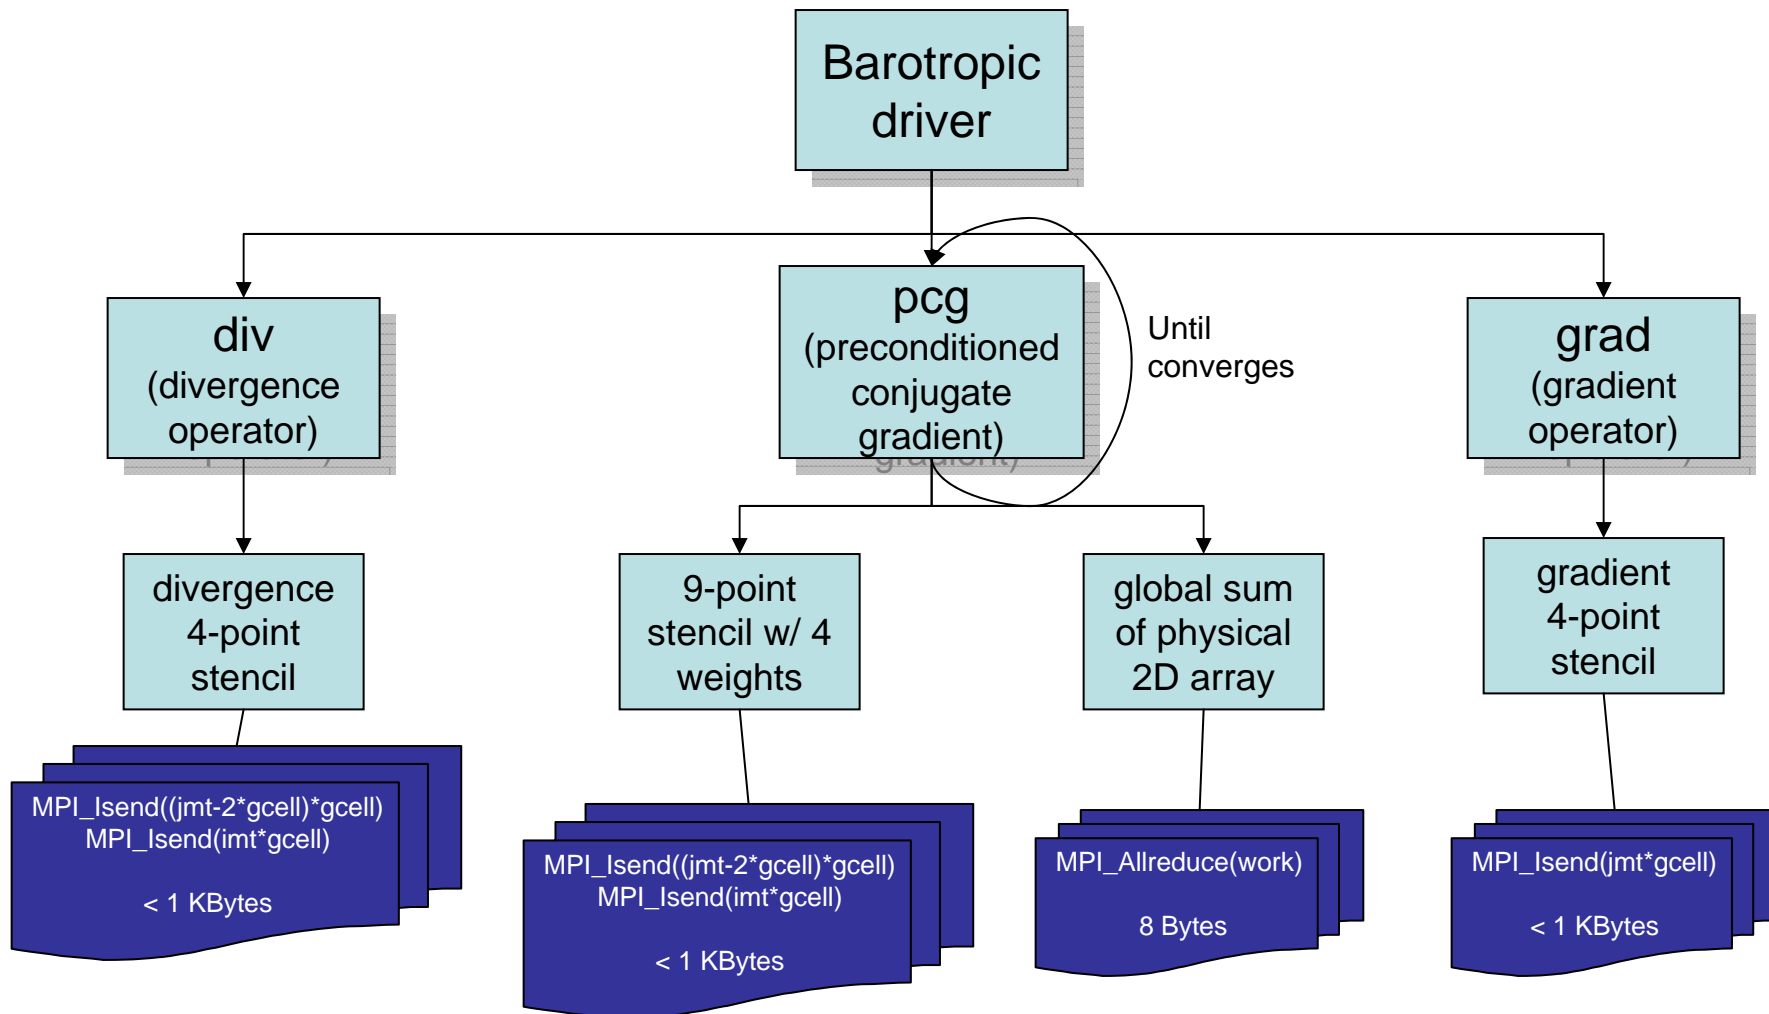 Barotropic
driver
div
(divergence
operator)
pcg
(preconditioned
conjugate
gradient)
Until
converges
grad
(gradient
operator)
divergence
4-point
stencil
9-point
stencil w/ 4
weights
global sum
of physical
2D array
gradient
4-point
stencil
MPI_Isend((jmt-2*gcell)*gcell)
MPI_Isend(imt*gcell)
< 1 KBytes
MPI_Isend((jmt-2*gcell)*gcell)
MPI_Isend(imt*gcell)
< 1 KBytes
MPI_Allreduce(work)
8 Bytes
MPI_Isend(jmt*gcell)
< 1 KBytes